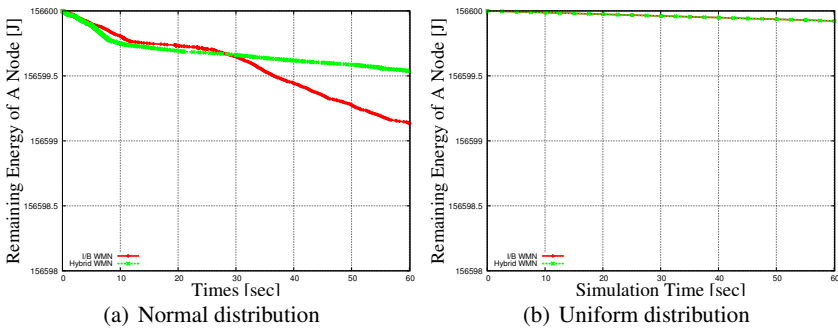 Remaining Energy of A Node [J]
156600
156599.5
156599
156598.5
156598
I/B WMN
Hybrid WMN
0
10
20
30
40
50
60
Times [sec]
(a) Normal distribution
Remaining Energy of A Node [J]
156600
156599.5
156599
156598.5
156598
I/B WMN
Hybrid WMN
0
10
20
30
40
50
60
Simulation Time [sec]
(b) Uniform distribution